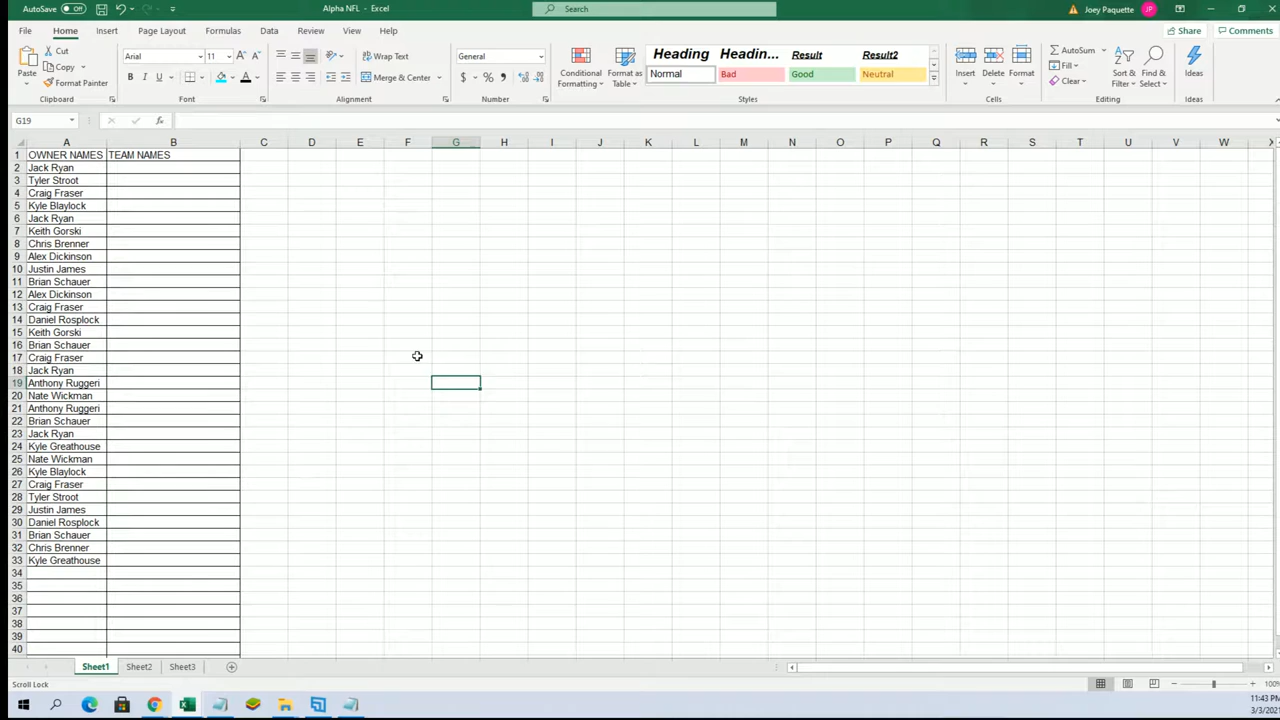 AutoSave Off Alpha NFL - Excel Search Joey Paquette JP
File Home Insert Page Layout Formulas Data Review View Help Share Comments
Paste Cut Copy Format Painter Clipboard
Arial 11 B I U A Font
Wrap Text Merge & Center Alignment
General $ % Number
Conditional Formatting Format as Table
Heading Headin... Result Result2
Normal Bad Good Neutral Styles
Insert Delete Format Cells
AutoSum Fill Clear Sort & Filter Find & Select Editing
Ideas Ideas
G19 fx
A B C D E F G H I J K L M N O P Q R S T U V W X
1 OWNER NAMES TEAM NAMES
2 Jack Ryan
3 Tyler Stroot
4 Craig Fraser
5 Kyle Blaylock
6 Jack Ryan
7 Keith Gorski
8 Chris Brenner
9 Alex Dickinson
10 Justin James
11 Brian Schauer
12 Alex Dickinson
13 Craig Fraser
14 Daniel Rosplock
15 Keith Gorski
16 Brian Schauer
17 Craig Fraser
18 Jack Ryan
19 Anthony Ruggeri
20 Nate Wickman
21 Anthony Ruggeri
22 Brian Schauer
23 Jack Ryan
24 Kyle Greathouse
25 Nate Wickman
26 Kyle Blaylock
27 Craig Fraser
28 Tyler Stroot
29 Justin James
30 Daniel Rosplock
31 Brian Schauer
32 Chris Brenner
33 Kyle Greathouse
34
35
36
37
38
39
40
Sheet1 Sheet2 Sheet3
Scroll Lock 100%
11:43 PM
3/3/2021